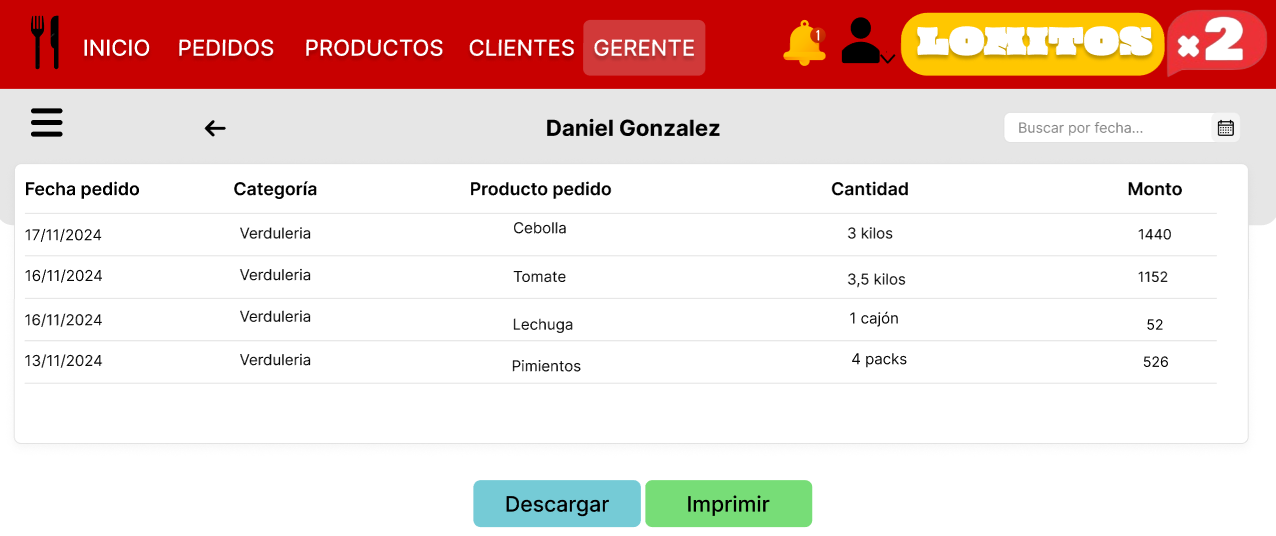 INICIO PEDIDOS PRODUCTOS CLIENTES GERENTE 1 LOMITOS x2
Daniel Gonzalez Buscar por fecha...
Fecha pedido Categoría Producto pedido Cantidad Monto
17/11/2024 Verduleria Cebolla 3 kilos 1440
16/11/2024 Verduleria Tomate 3,5 kilos 1152
16/11/2024 Verduleria Lechuga 1 cajón 52
13/11/2024 Verduleria Pimientos 4 packs 526
Descargar Imprimir